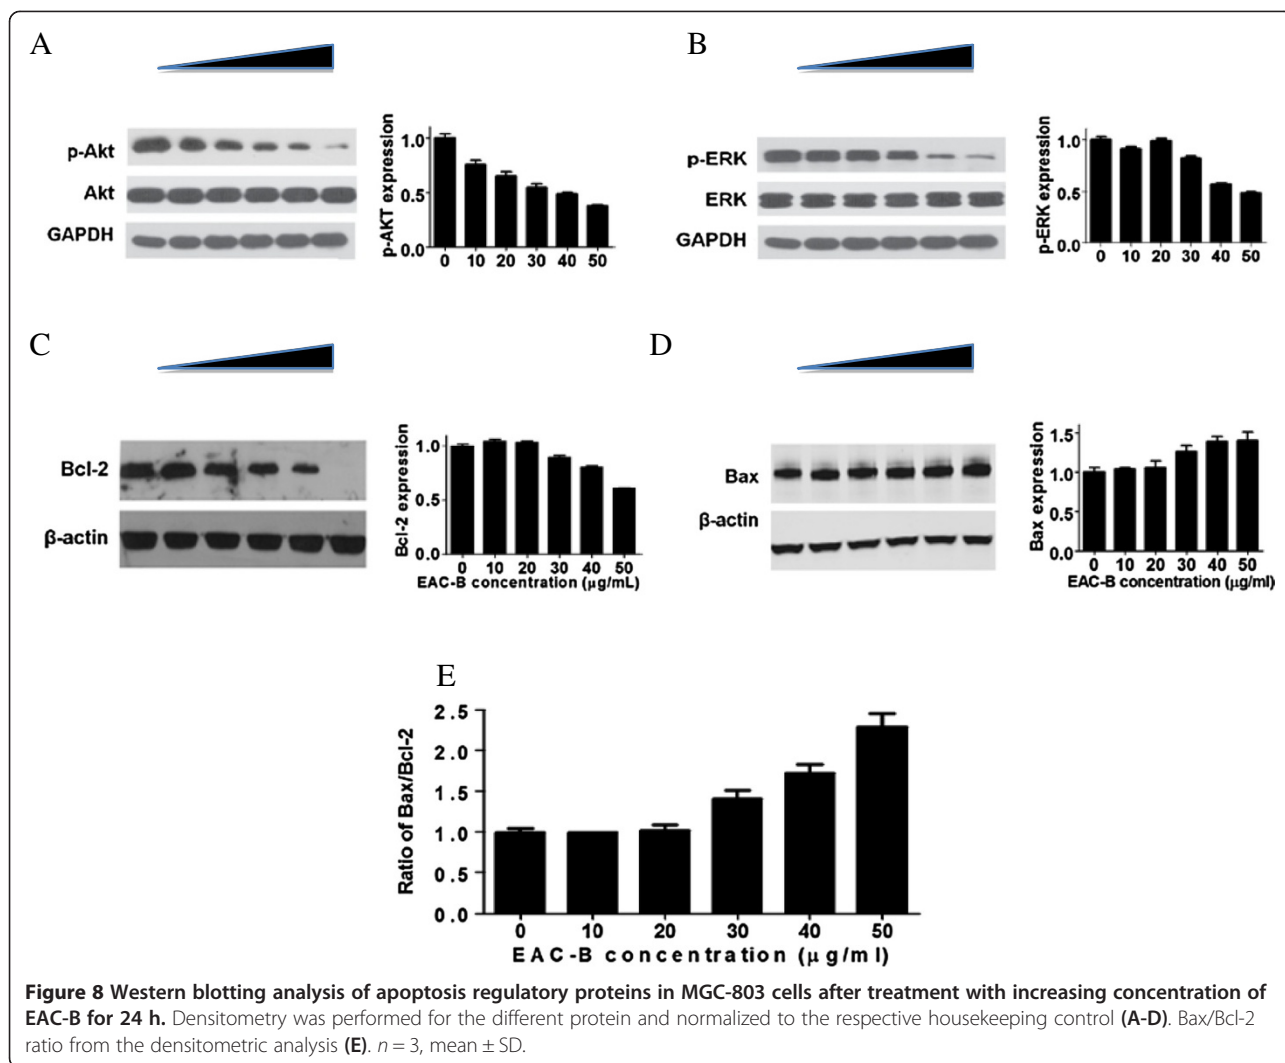 A
p-Akt
Akt
GAPDH
p-AKT expression
1.0
0.5
0.0
0 10 20 30 40 50
B
p-ERK
ERK
GAPDH
p-ERK expression
1.0
0.5
0.0
0 10 20 30 40 50
C
Bcl-2
β-actin
Bcl-2 expression
1.0
0.5
0.0
0 10 20 30 40 50
EAC-B concentration (μg/mL)
D
Bax
β-actin
Bax expression
1.5
1.0
0.5
0.0
0 10 20 30 40 50
EAC-B concentration (μg/ml)
E
Ratio of Bax/Bcl-2
2.5
2.0
1.5
1.0
0.5
0.0
0 10 20 30 40 50
EAC-B concentration (μg/ml)
Figure 8 Western blotting analysis of apoptosis regulatory proteins in MGC-803 cells after treatment with increasing concentration of
EAC-B for 24 h. Densitometry was performed for the different protein and normalized to the respective housekeeping control (A-D). Bax/Bcl-2
ratio from the densitometric analysis (E). n = 3, mean ± SD.